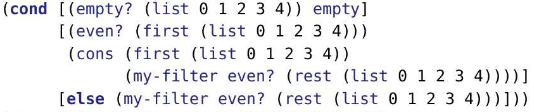 (cond [(empty? (list 0 1 2 3 4)) empty]
[(even? (first (list 0 1 2 3 4)))
(cons (first (list 0 1 2 3 4))
(my-filter even? (rest (list 0 1 2 3 4))))]
[else (my-filter even? (rest (list 0 1 2 3 4)))]))